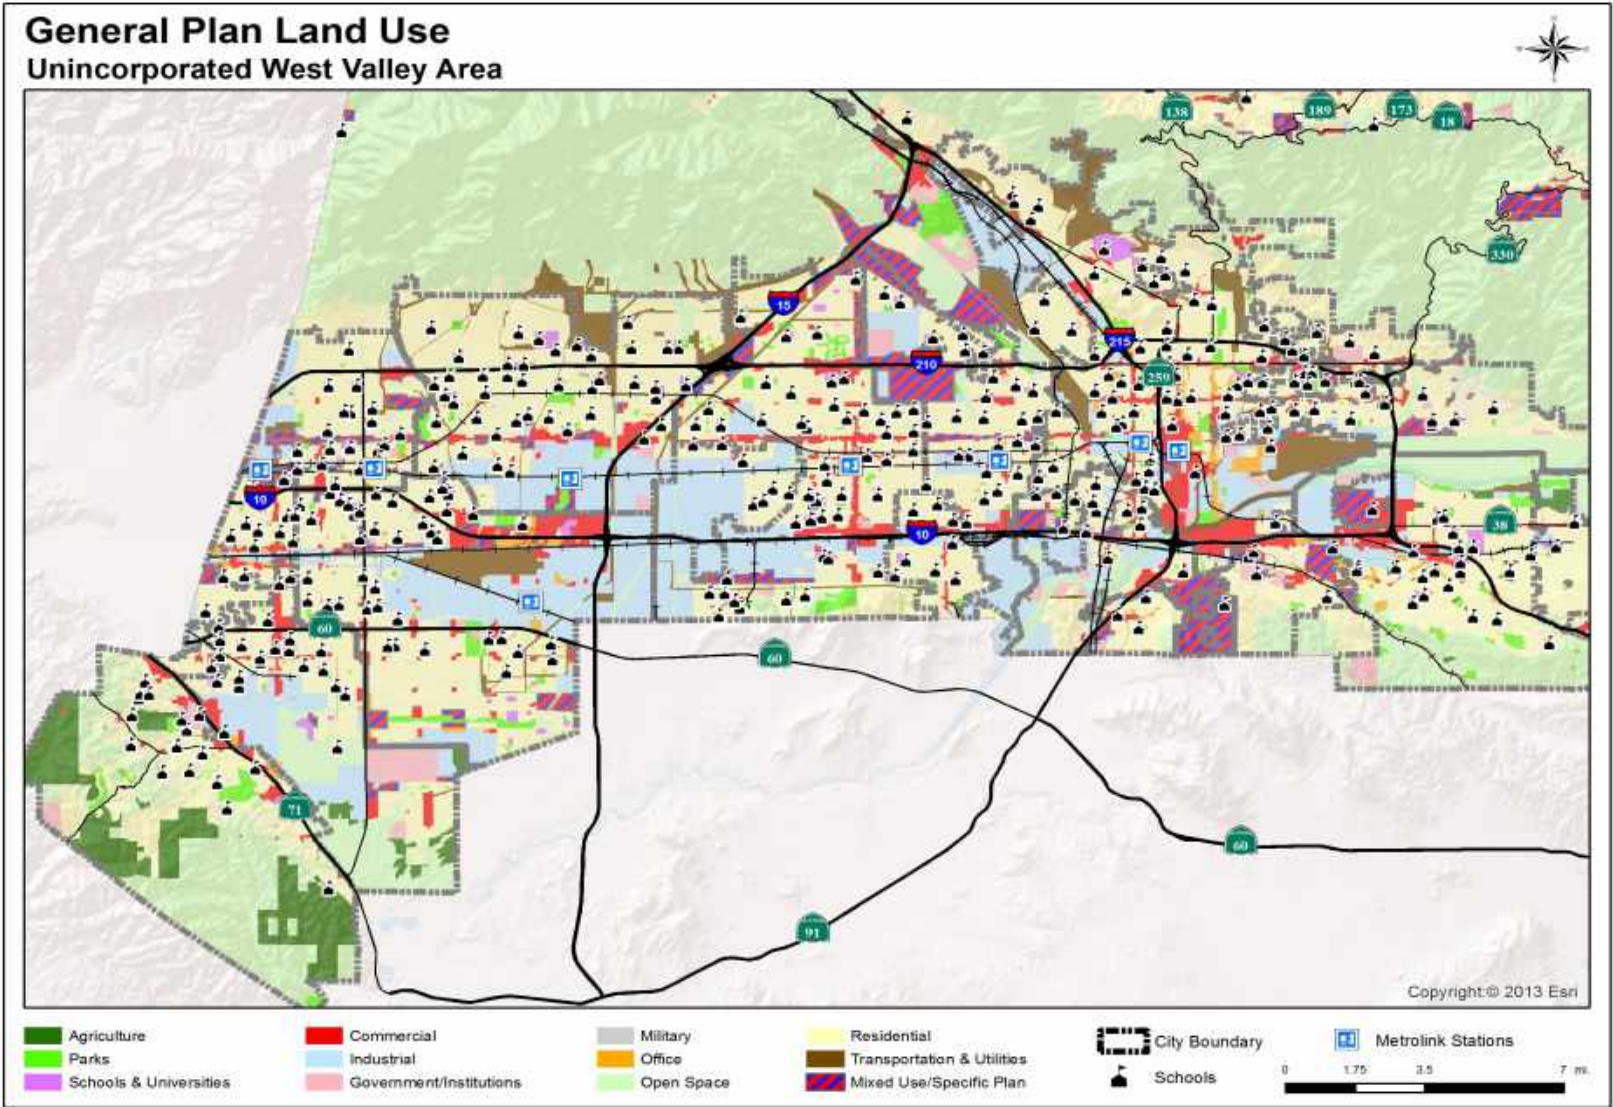 General Plan Land Use
Unincorporated West Valley Area
138
189
173
18
330
15
215
210
259
10
10
38
60
60
71
60
91
Copyright:© 2013 Esri
Agriculture
Commercial
Military
Residential
City Boundary
Metrolink Stations
Parks
Industrial
Office
Transportation & Utilities
Schools & Universities
Government/Institutions
Open Space
Mixed Use/Specific Plan
Schools
0 1.75 3.5 7 mi.